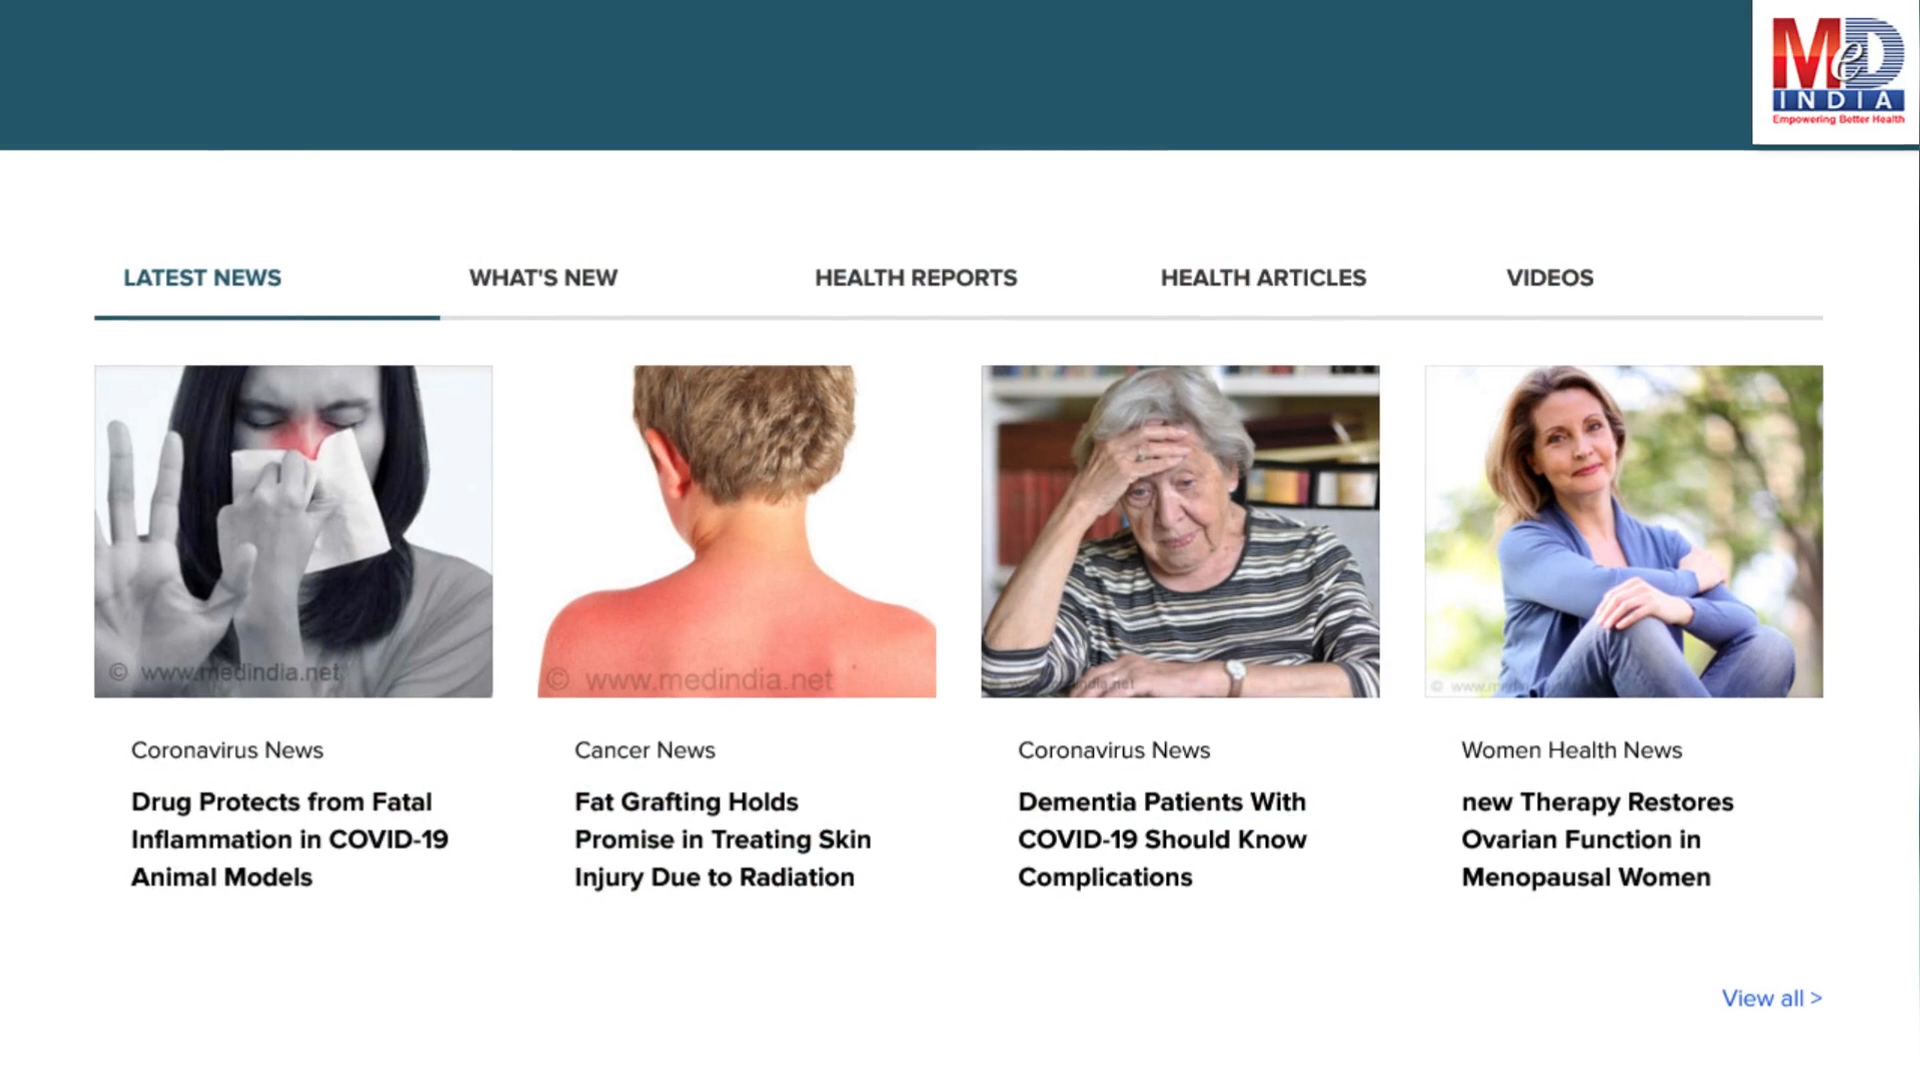 MeD
INDIA
Empowering Better Health
LATEST NEWS
WHAT'S NEW
HEALTH REPORTS
HEALTH ARTICLES
VIDEOS
© www.medindia.net
© www.medindia.net
dia.net
© www.m
Coronavirus News
Drug Protects from Fatal
Inflammation in COVID-19
Animal Models
Cancer News
Fat Grafting Holds
Promise in Treating Skin
Injury Due to Radiation
Coronavirus News
Dementia Patients With
COVID-19 Should Know
Complications
Women Health News
new Therapy Restores
Ovarian Function in
Menopausal Women
View all >